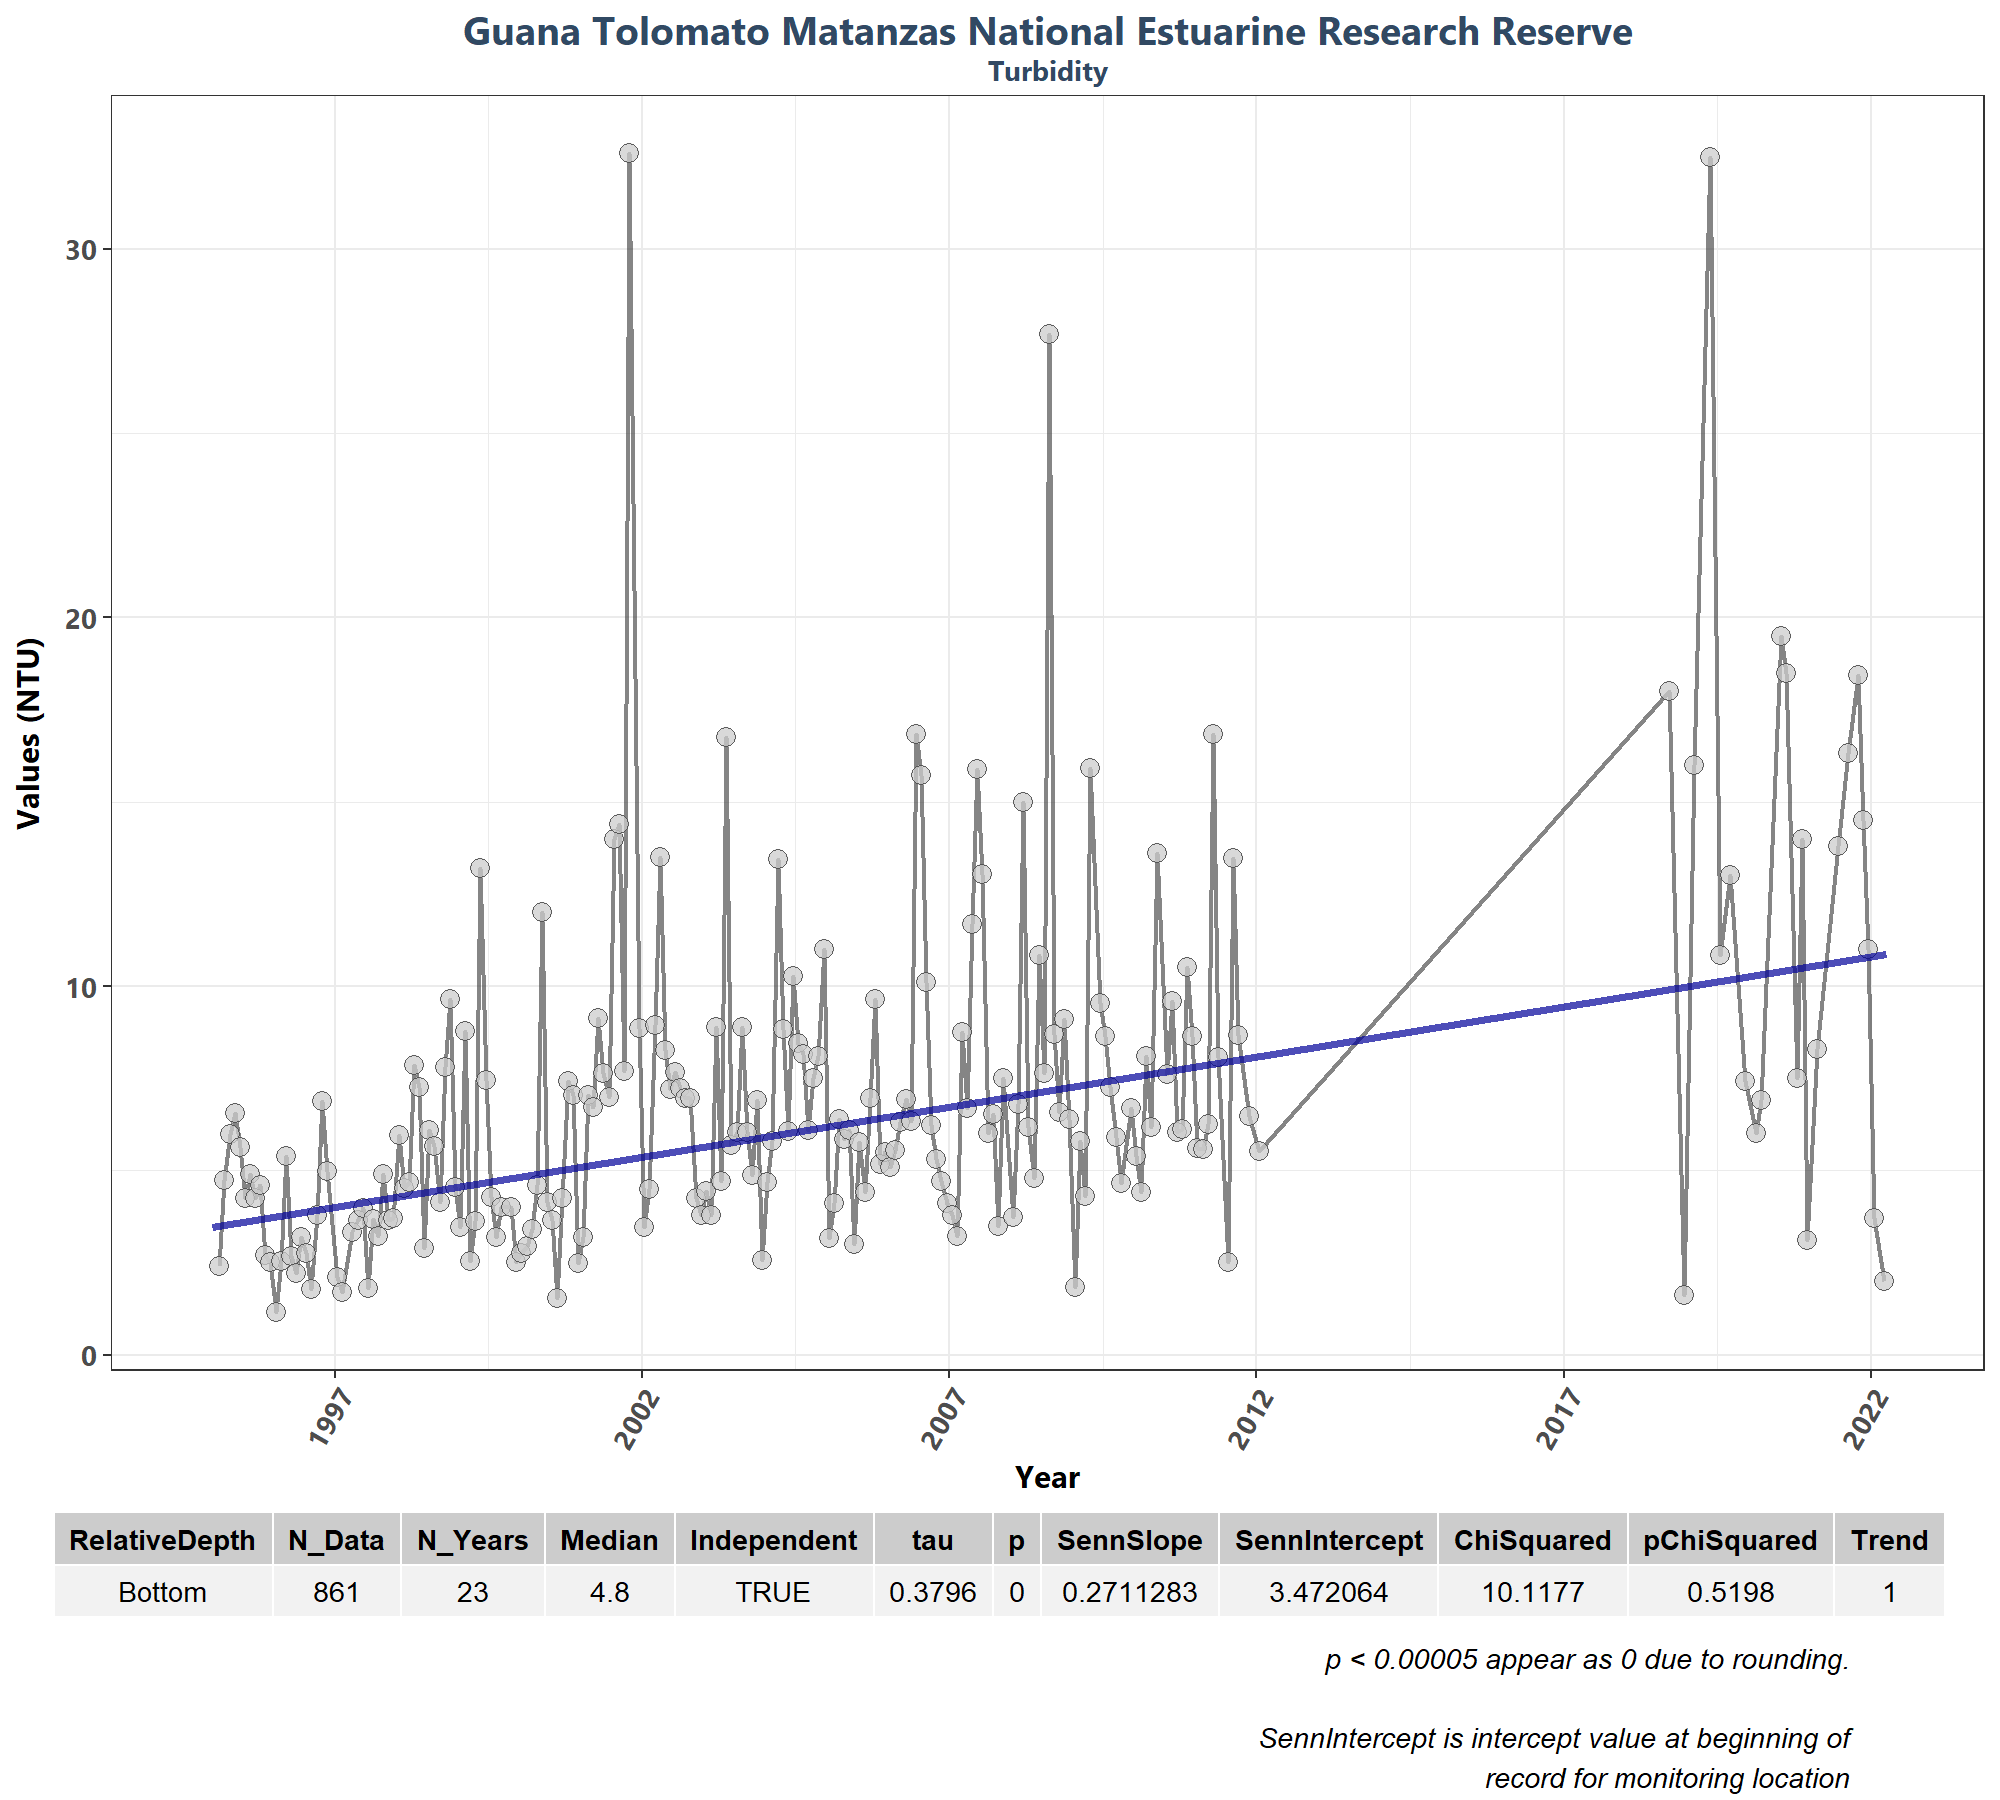 Guana Tolomato Matanzas National Estuarine Research Reserve
Turbidity
Values (NTU)
30
20
10
0
1997 2002 2007 2012 2017 2022
Year
RelativeDepth N_Data N_Years Median Independent tau p SennSlope SennIntercept ChiSquared pChiSquared Trend
Bottom 861 23 4.8 TRUE 0.3796 0 0.2711283 3.472064 10.1177 0.5198 1
p < 0.00005 appear as 0 due to rounding.
SennIntercept is intercept value at beginning of
record for monitoring location